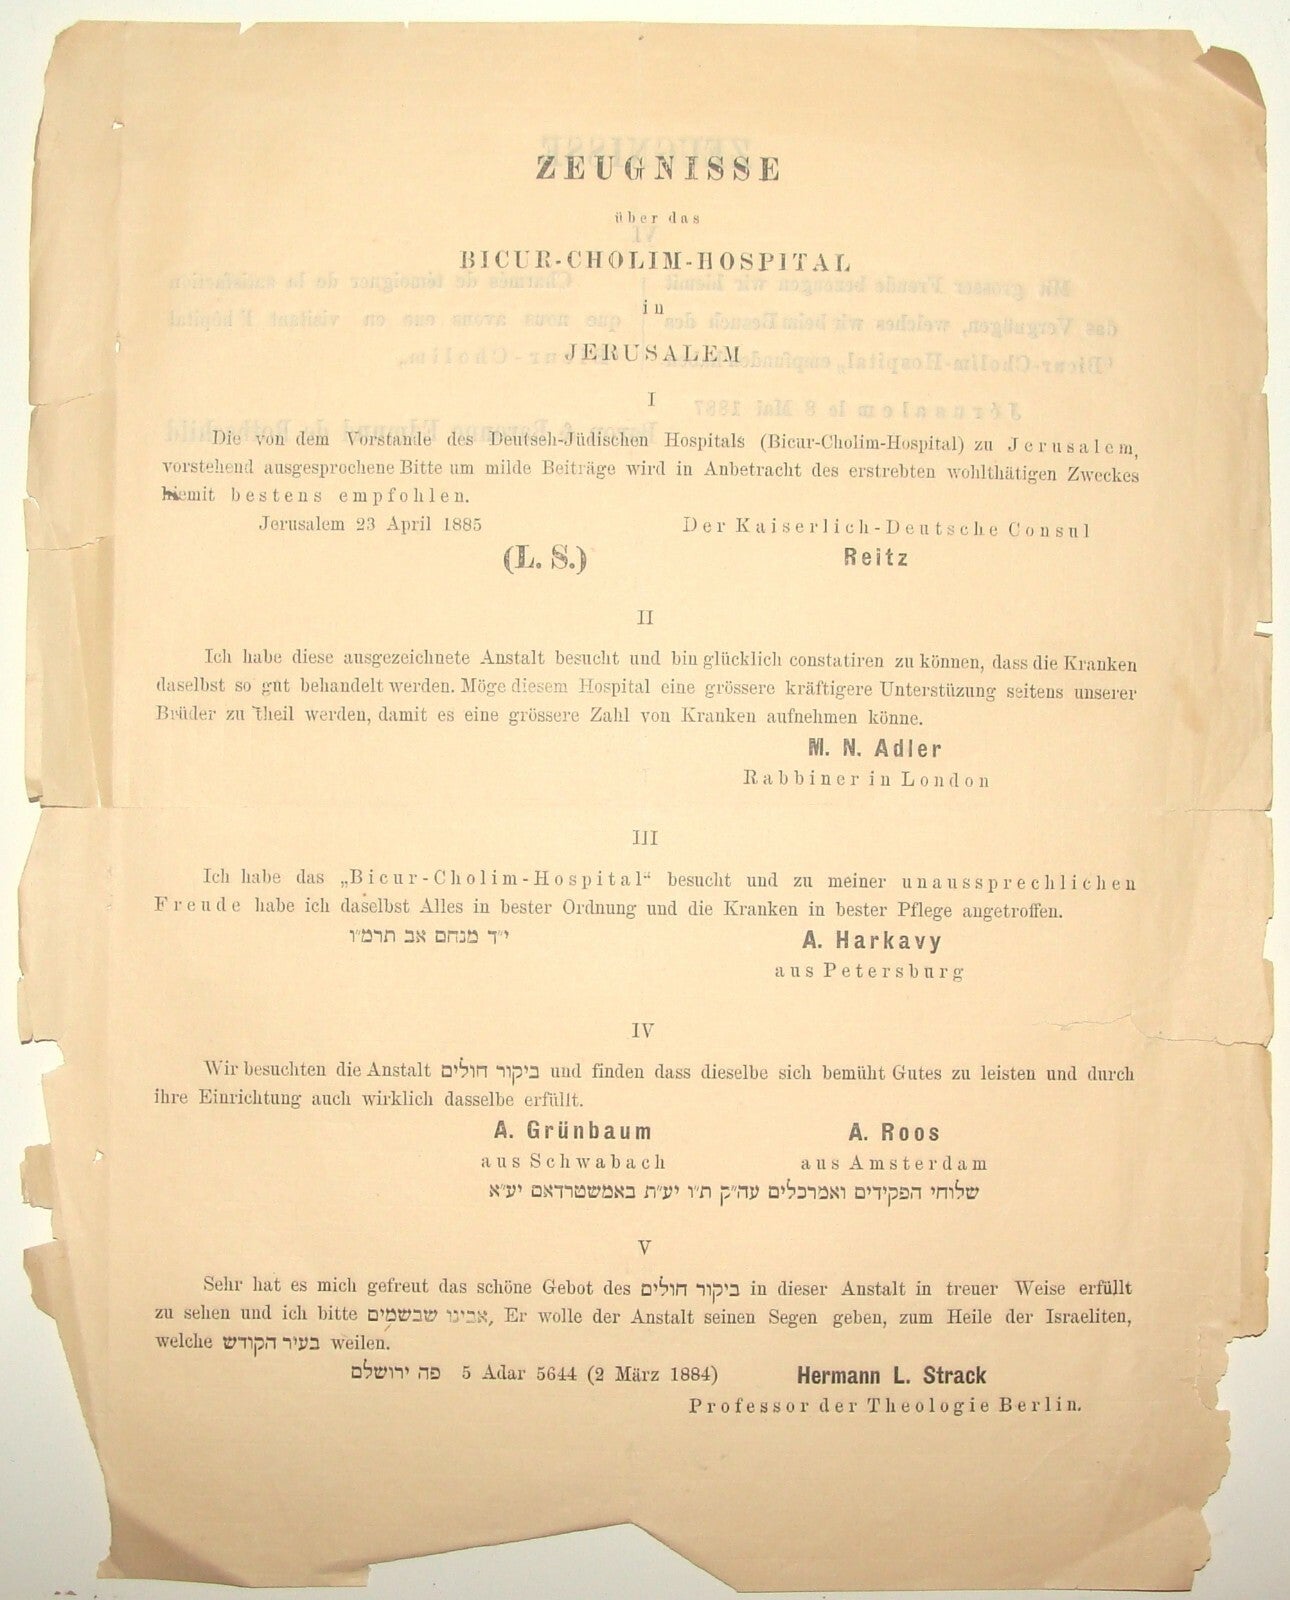 ZEUGNISSE
über das
BICUR-CHOLIM-HOSPITAL
in
JERUSALEM
I
Die von dem Vorstande des Deutseh-Jüdischen Hospitals (Bicur-Cholim-Hospital) zu Jerusalem,
vorstehend ausgesprochene Bitte um milde Beiträge wird in Anbetracht des erstrebten wohlthätigen Zweckes
hiemit bestens empfohlen.
Jerusalem 23 April 1885 Der Kaiserlich-Deutsche Consul
(L. S.) Reitz
II
Ich habe diese ausgezeichnete Anstalt besucht und bin glücklich constatiren zu können, dass die Kranken
daselbst so gut behandelt werden. Möge diesem Hospital eine grössere kräftigere Unterstüzung seitens unserer
Brüder zu theil werden, damit es eine grössere Zahl von Kranken aufnehmen könne.
M. N. Adler
Rabbiner in London
III
Ich habe das „Bicur-Cholim-Hospital“ besucht und zu meiner unaussprechlichen
Freude habe ich daselbst Alles in bester Ordnung und die Kranken in bester Pflege angetroffen.
י״ד מנחם אב תרמ״ו A. Harkavy
aus Petersburg
IV
Wir besuchten die Anstalt ביקור חולים und finden dass dieselbe sich bemüht Gutes zu leisten und durch
ihre Einrichtung auch wirklich dasselbe erfüllt.
A. Grünbaum A. Roos
aus Schwabach aus Amsterdam
שלוחי הפקידים ואמרכלים עה״ק ת״ו יע״ת באמשטרדאם יע״א
V
Sehr hat es mich gefreut das schöne Gebot des ביקור חולים in dieser Anstalt in treuer Weise erfüllt
zu sehen und ich bitte אבינו שבשמים, Er wolle der Anstalt seinen Segen geben, zum Heile der Israeliten,
welche בעיר הקודש weilen.
פה ירושלם 5 Adar 5644 (2 März 1884) Hermann L. Strack
Professor der Theologie Berlin.